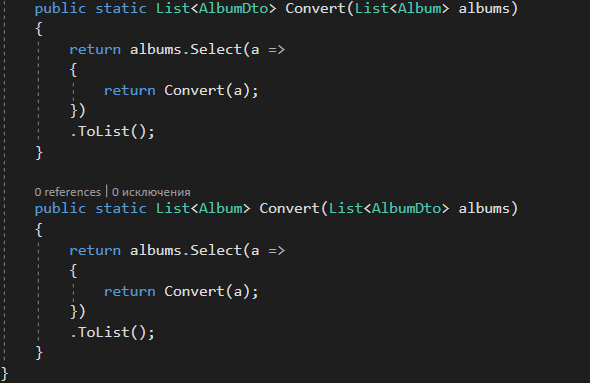 public static List<AlbumDto> Convert(List<Album> albums)
{
return albums.Select(a =>
{
return Convert(a);
})
.ToList();
}
0 references | 0 исключения
public static List<Album> Convert(List<AlbumDto> albums)
{
return albums.Select(a =>
{
return Convert(a);
})
.ToList();
}
}